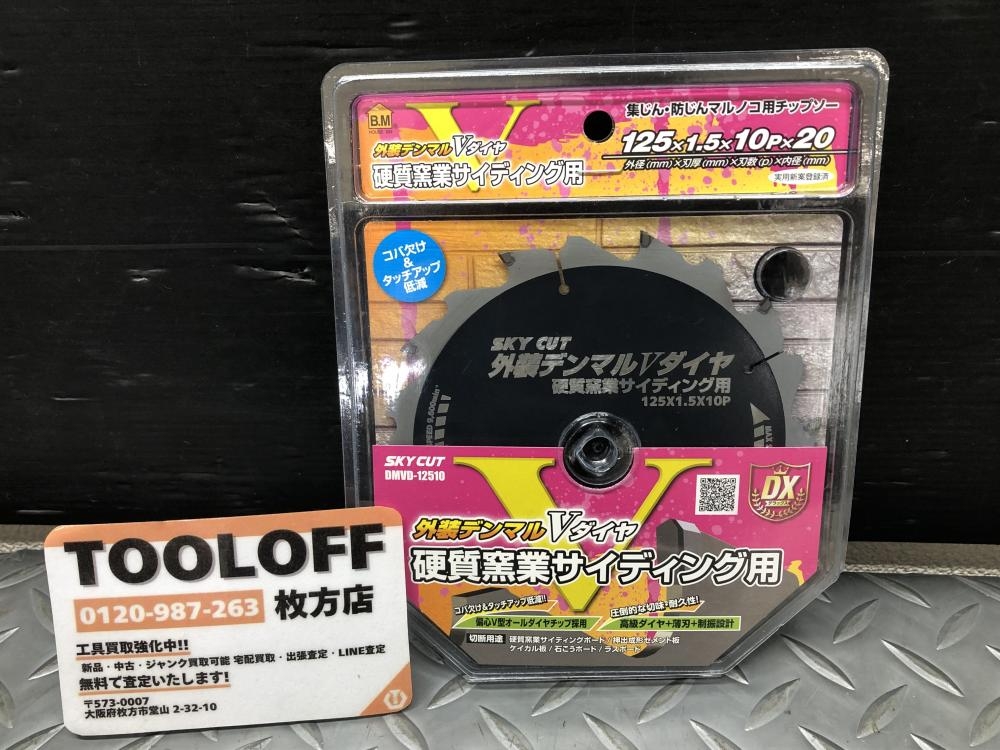 B.M
外装デンマルVダイヤ
硬質窯業サイディング用
集じん・防じんマルノコ用チップソー
125×1.5×10P×20
外径(mm)×刃厚(mm)×刃数(p)×内径(mm)
実用新案登録済
コバ欠け
&
タッチアップ
低減
SKY CUT
外装デンマルVダイヤ
硬質窯業サイディング用
125X1.5X10P
SKY CUT
DMVD-12510
DX
デラックス
外装デンマルVダイヤ
硬質窯業サイディング用
コバ欠け&タッチアップ低減!!
偏心V型オールダイヤチップ採用
圧倒的な切味・耐久性!
高級ダイヤ+薄刃+制振設計
切断用途
硬質窯業サイディングボード/押出成形セメント板
ケイカル板/石こうボード/ラスボード
TOOLOFF
0120-987-263 枚方店
工具買取強化中!!
新品・中古・ジャンク買取可能 宅配買取・出張査定・LINE査定
無料で査定いたします!
〒573-0007
大阪府枚方市堂山 2-32-10